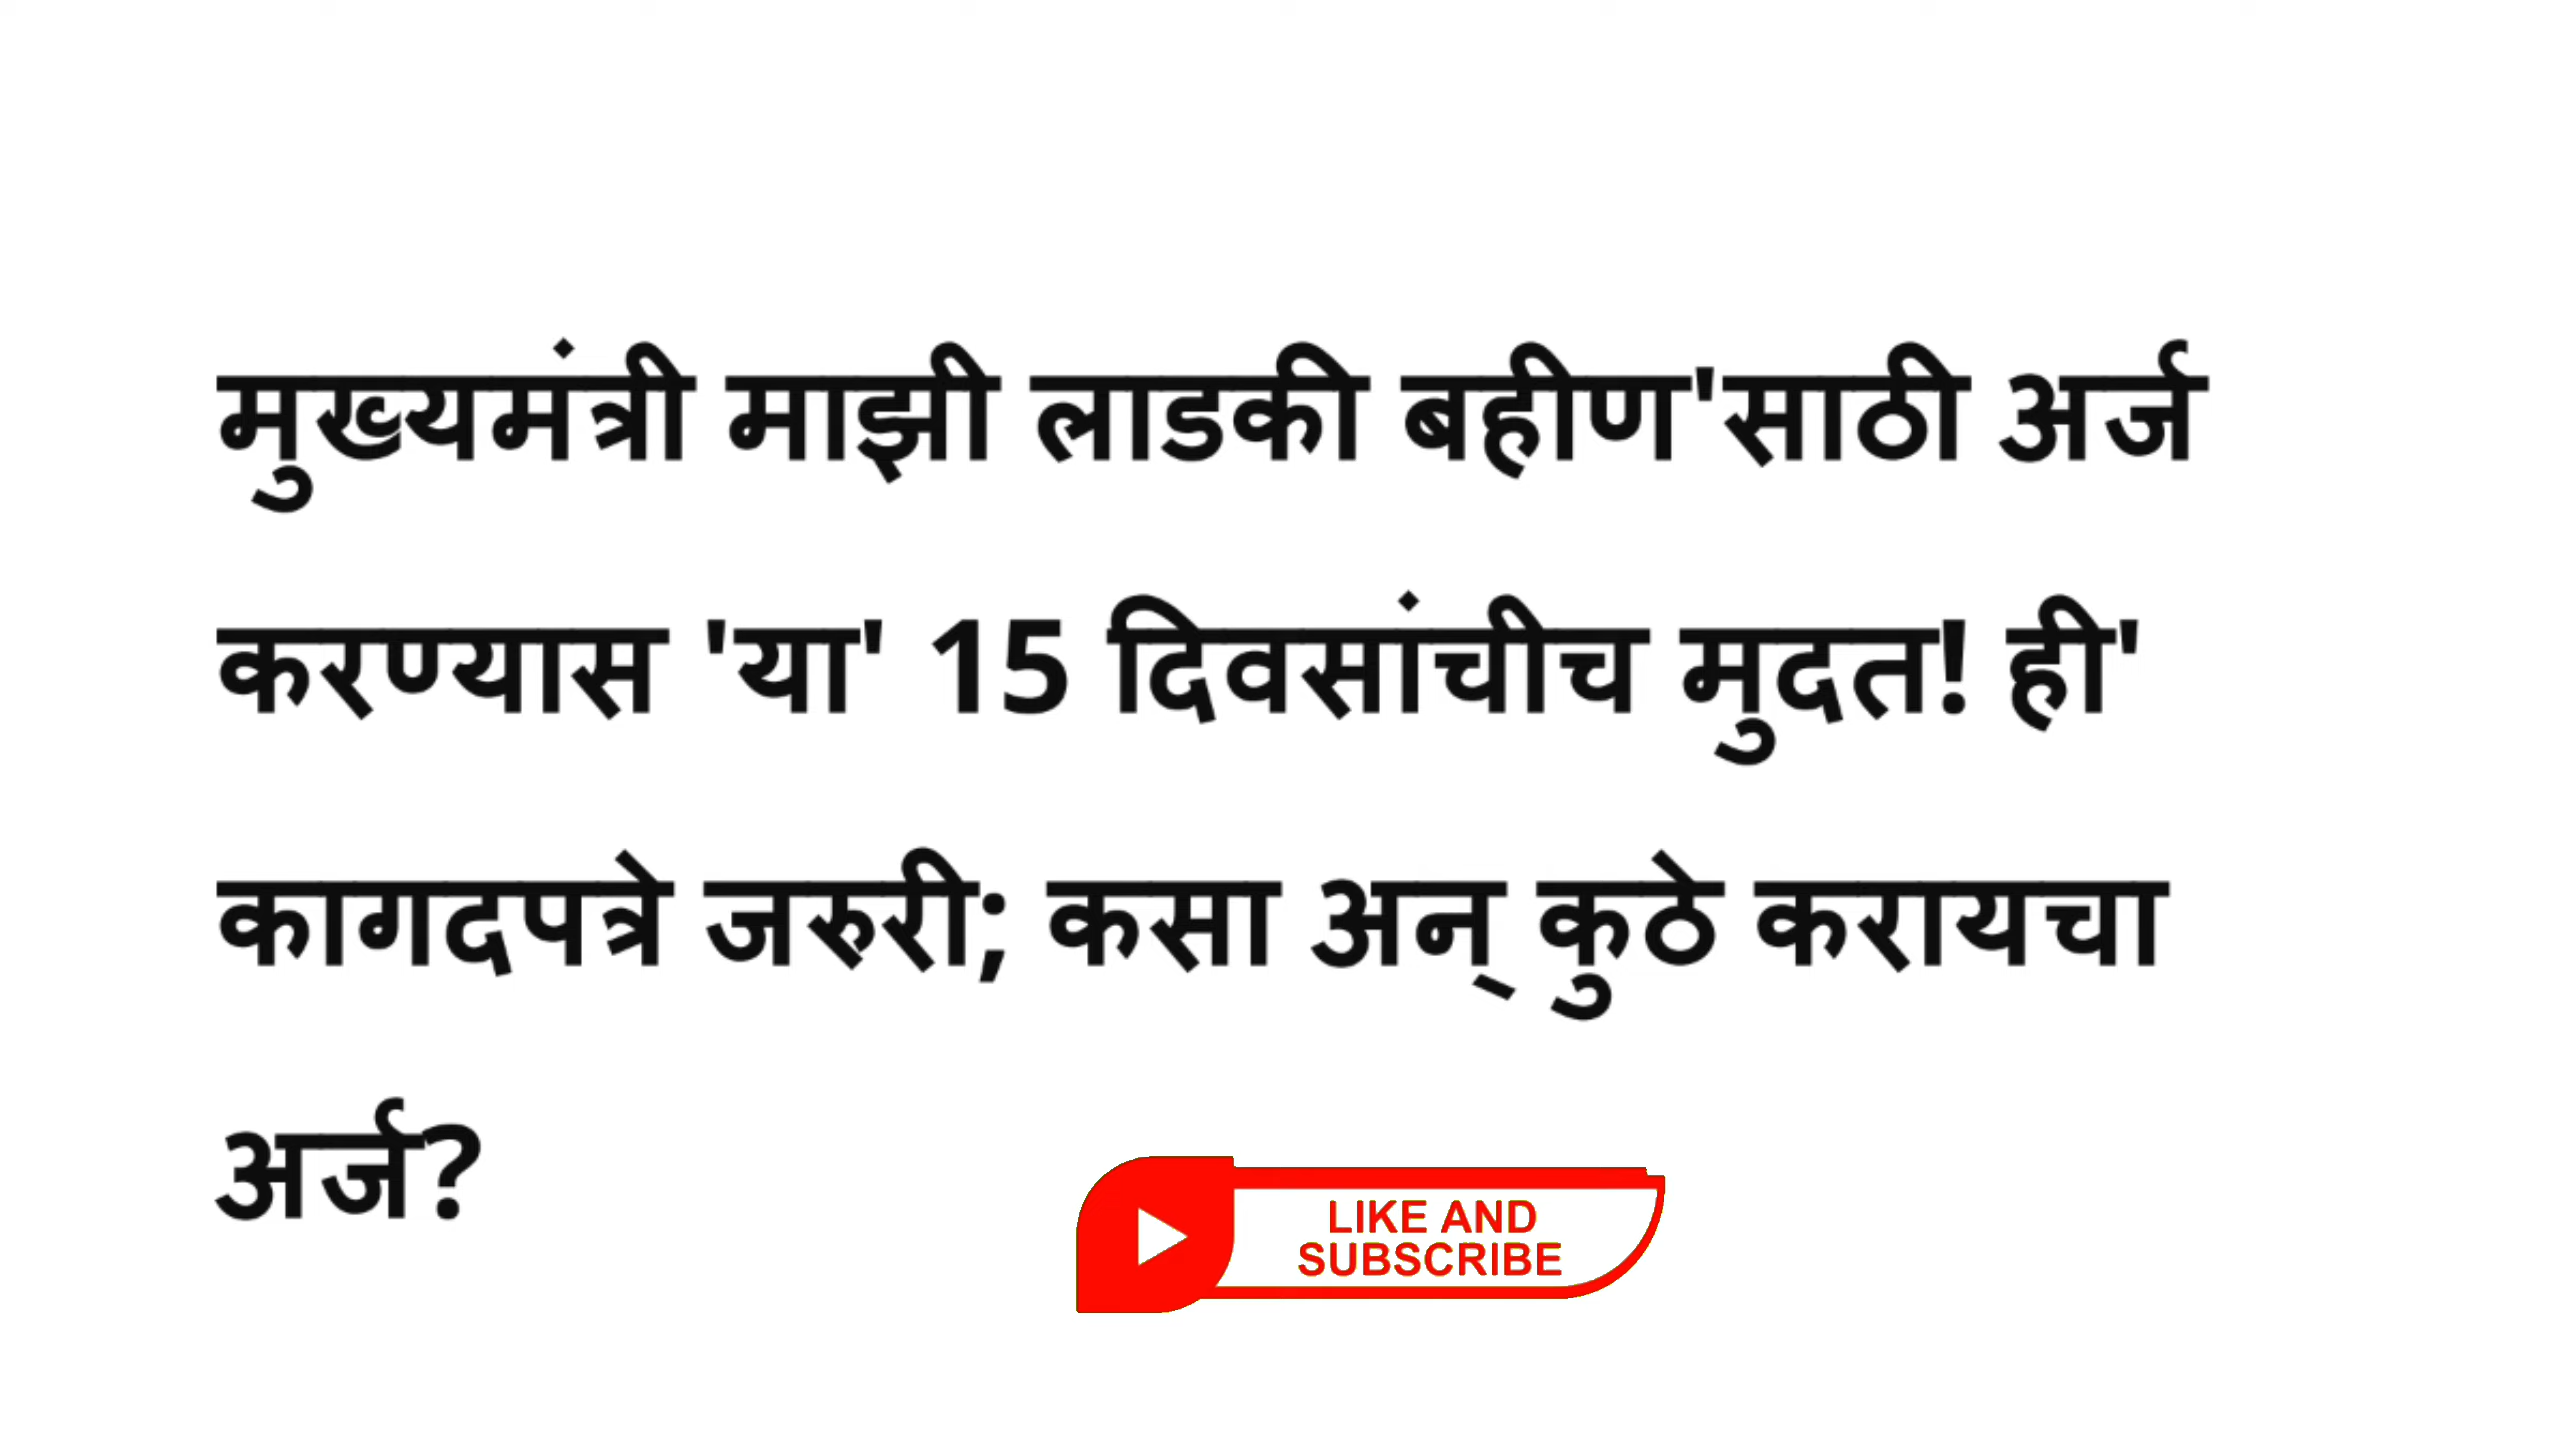 मुख्यमंत्री माझी लाडकी बहीण'साठी अर्ज
करण्यास 'या' 15 दिवसांचीच मुदत! ही'
कागदपत्रे जरुरी; कसा अन् कुठे करायचा
अर्ज?
LIKE AND
SUBSCRIBE